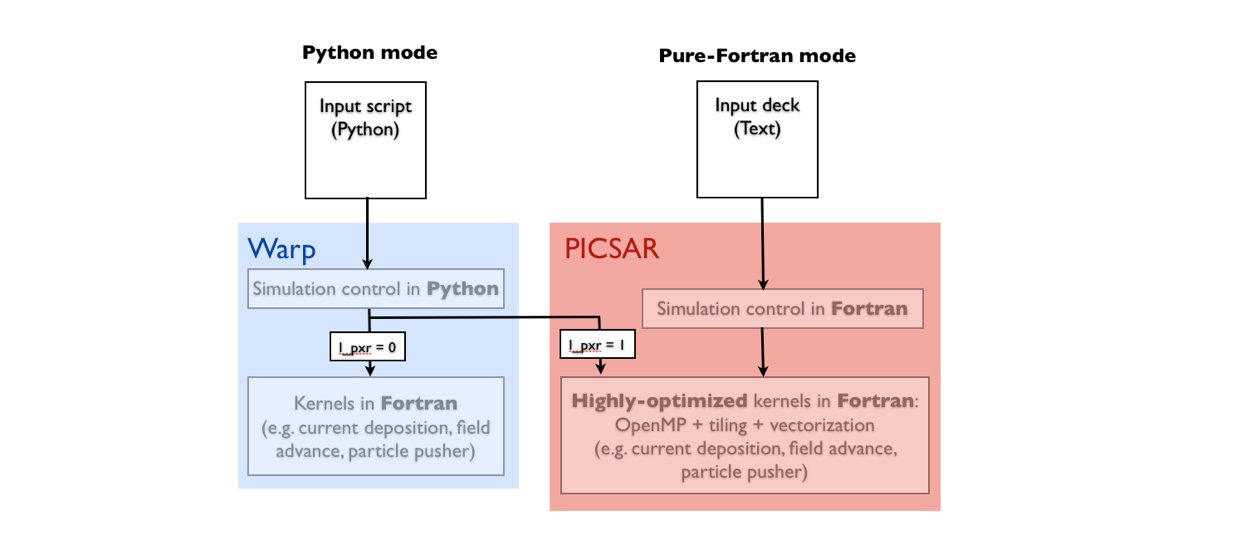 Python mode
Pure-Fortran mode
Input script
(Python)
Input deck
(Text)
Warp
PICSAR
Simulation control in Python
Simulation control in Fortran
l_pxr = 0
l_pxr = 1
Kernels in Fortran
(e.g. current deposition, field
advance, particle pusher)
Highly-optimized kernels in Fortran:
OpenMP + tiling + vectorization
(e.g. current deposition, field advance,
particle pusher)